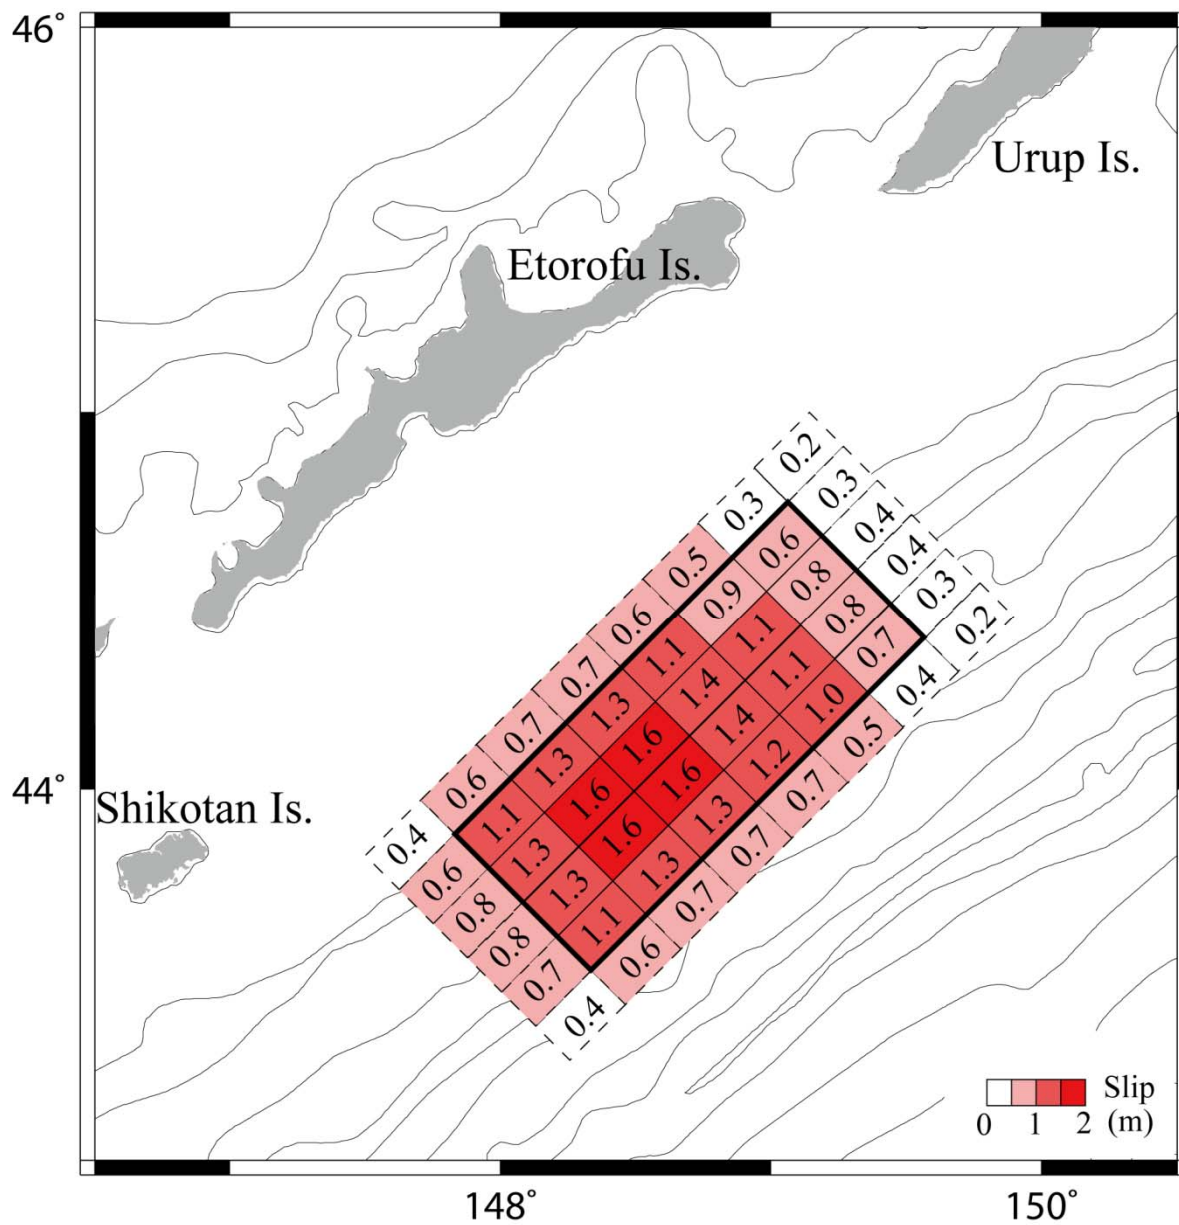 46°
Urup Is.
Etorofu Is.
44°
Shikotan Is.
0.4 0.6 0.7 0.7 0.6 0.5 0.3 0.2
0.6 1.1 1.3 1.3 1.1 0.9 0.6 0.3
0.8 1.3 1.6 1.6 1.4 1.1 0.8 0.4
0.8 1.3 1.6 1.6 1.4 1.1 0.8 0.4
0.7 1.1 1.3 1.3 1.2 1.0 0.7 0.3
0.4 0.6 0.7 0.7 0.7 0.5 0.4 0.2
Slip
0 1 2 (m)
148° 150°